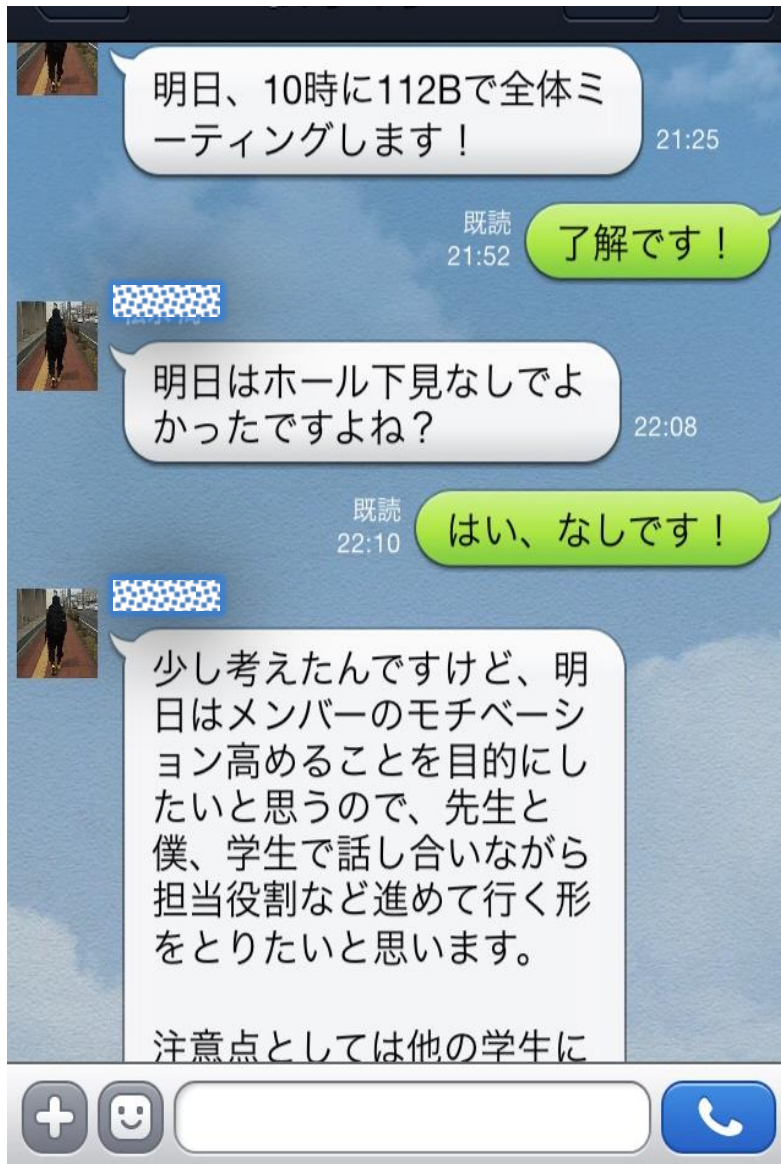 明日、10時に112Bで全体ミ
ーティングします！
21:25
既読
21:52
了解です！
明日はホール下見なしでよ
かったですよね？
22:08
既読
22:10
はい、なしです！
少し考えたんですけど、明
日はメンバーのモチベーシ
ョン高めることを目的にし
たいと思うので、先生と
僕、学生で話し合いながら
担当役割など進めて行く形
をとりたいと思います。
注意点としては他の学生に